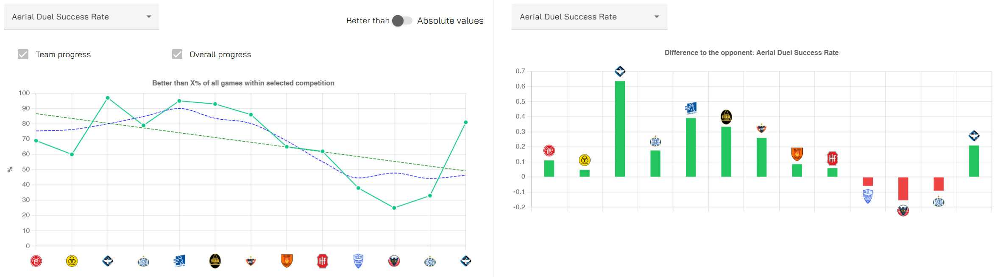 Aerial Duel Success Rate
Better than
Absolute values
Team progress
Overall progress
Better than X% of all games within selected competition
100
90
80
70
60
50
40
30
20
10
0
%
Aerial Duel Success Rate
Difference to the opponent: Aerial Duel Success Rate
0.7
0.6
0.5
0.4
0.3
0.2
0.1
0
-0.1
-0.2